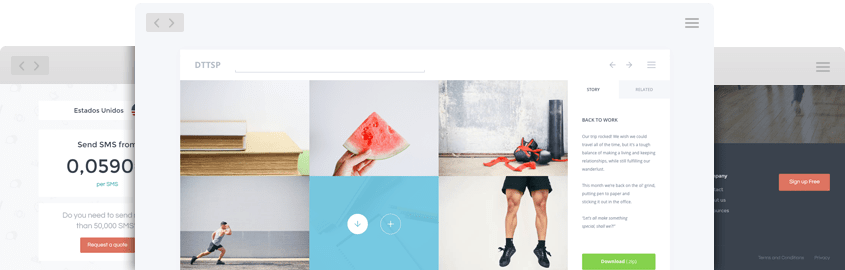 DTTSP
STORY
RELATED
BACK TO WORK
Our trip rocked! We wish we could
travel all of the time, but it's a tough
balance of making a living and keeping
relationships, while still fulfilling our
wanderlust.
This month we're back on the ol' grind,
putting pen to paper and
sticking it out in the office.
"Let's all make something
special, shall we?"
Download (.zip)
Estados Unidos
Send SMS from
0,0590
per SMS
Do you need to send
than 50,000 SMS
Request a quote
Sign up Free
Terms and Conditions
Privacy